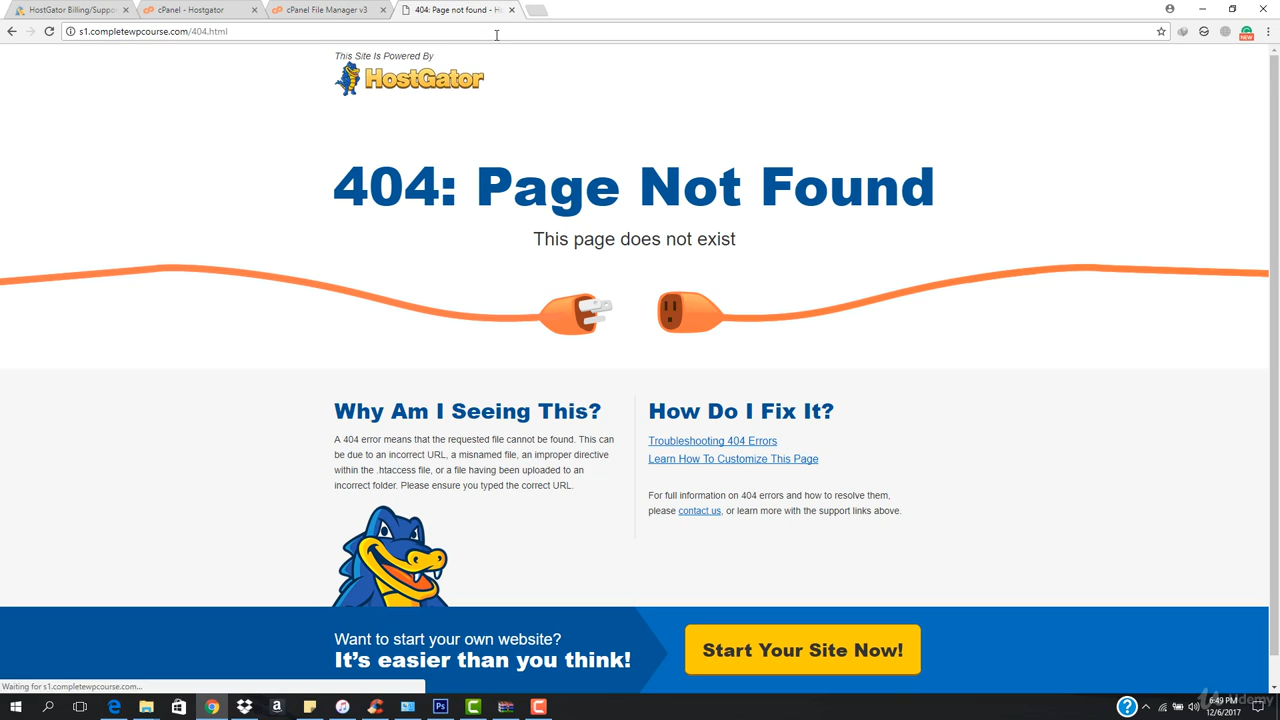 HostGator Billing/Suppo
cPanel - Hostgator
cPanel File Manager v3
404: Page not found - H
s1.completewpcourse.com/404.html
NEW
This Site Is Powered By
HostGator
404: Page Not Found
This page does not exist
Why Am I Seeing This?
A 404 error means that the requested file cannot be found. This can
be due to an incorrect URL, a misnamed file, an improper directive
within the .htaccess file, or a file having been uploaded to an
incorrect folder. Please ensure you typed the correct URL.
How Do I Fix It?
Troubleshooting 404 Errors
Learn How To Customize This Page
For full information on 404 errors and how to resolve them,
please contact us, or learn more with the support links above.
Want to start your own website?
It's easier than you think!
Start Your Site Now!
Waiting for s1.completewpcourse.com...
Ps
6:49 PM
12/6/2017
Udemy